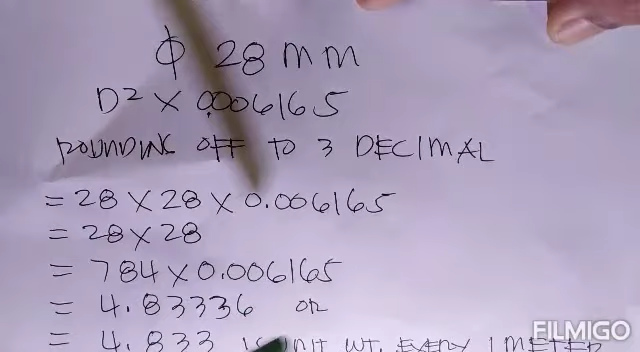 φ 28 mm
D² × 0.006165
ROUNDING OFF TO 3 DECIMAL
= 28 × 28 × 0.006165
= 28 × 28
= 784 × 0.006165
= 4.83336 or
= 4.833 is unit wt. every 1 meter
FILMIGO